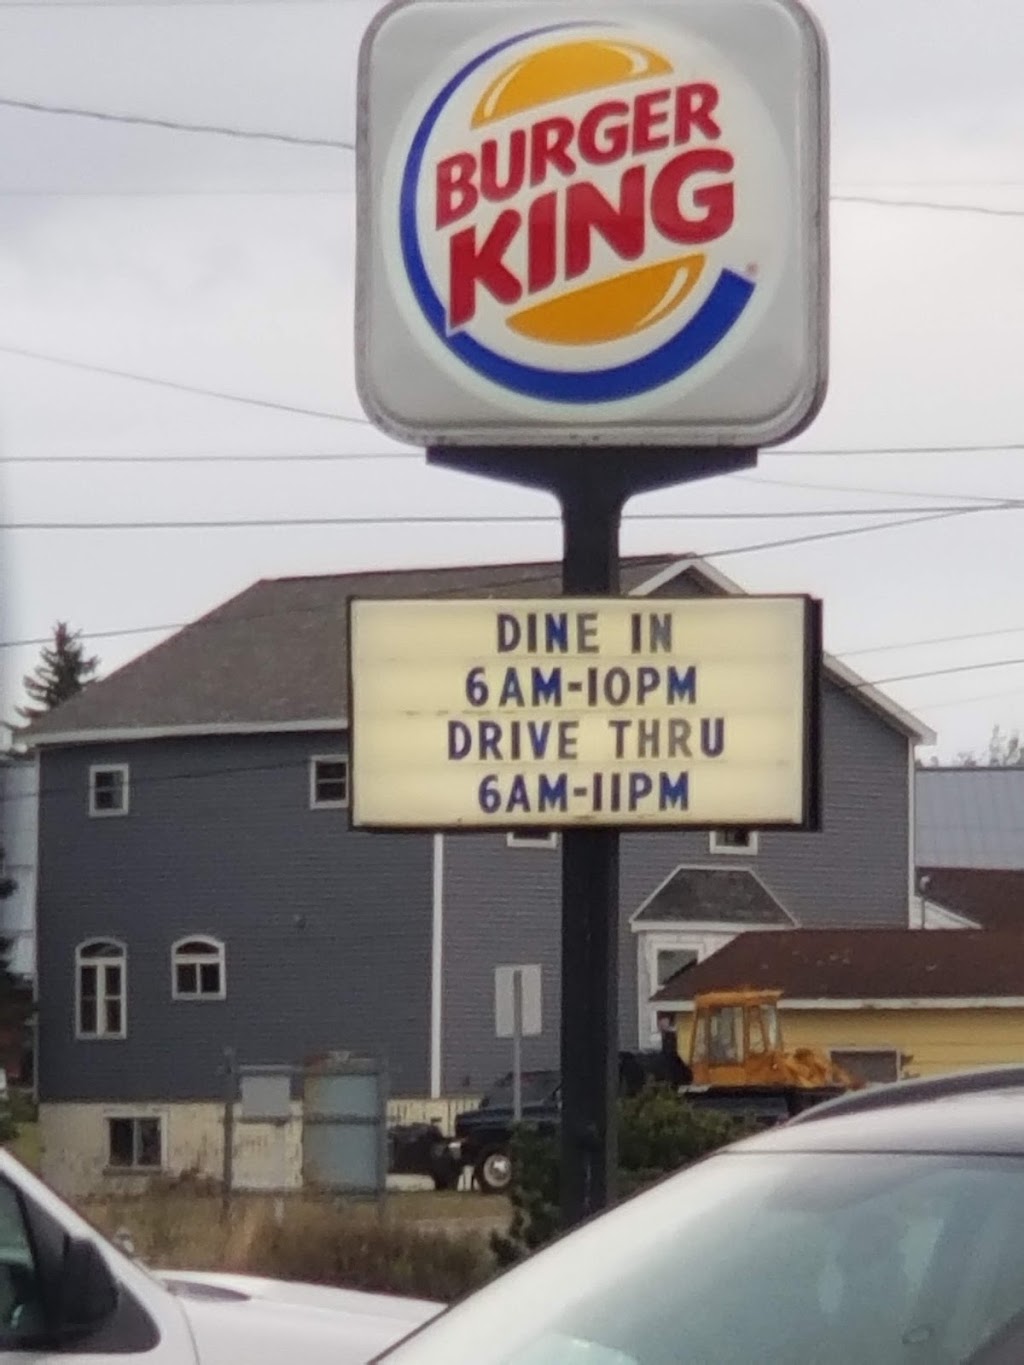 BURGER
KING
DINE IN
6AM-10PM
DRIVE THRU
6AM-11PM